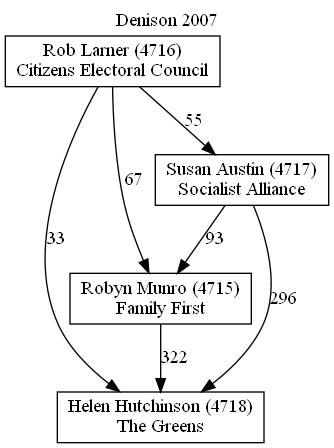 Denison 2007
Rob Larner (4716)
Citizens Electoral Council
55
Susan Austin (4717)
Socialist Alliance
67
33
93
Robyn Munro (4715)
Family First
296
322
Helen Hutchinson (4718)
The Greens